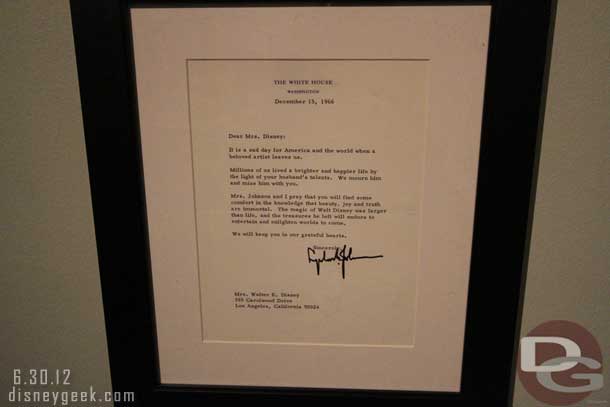 THE WHITE HOUSE
WASHINGTON
December 15, 1966
Dear Mrs. Disney:
It is a sad day for America and the world when a
beloved artist leaves us.
Millions of us lived a brighter and happier life by
the light of your husband's talents. We mourn him
and miss him with you.
Mrs. Johnson and I pray that you will find some
comfort in the knowledge that beauty, joy and truth
are immortal. The magic of Walt Disney was larger
than life, and the treasures he left will endure to
entertain and enlighten worlds to come.
We will keep you in our grateful hearts.
Sincerely,
Mrs. Walter E. Disney
355 Carolwood Drive
Los Angeles, California 90024
6.30.12
disneygeek.com
DG